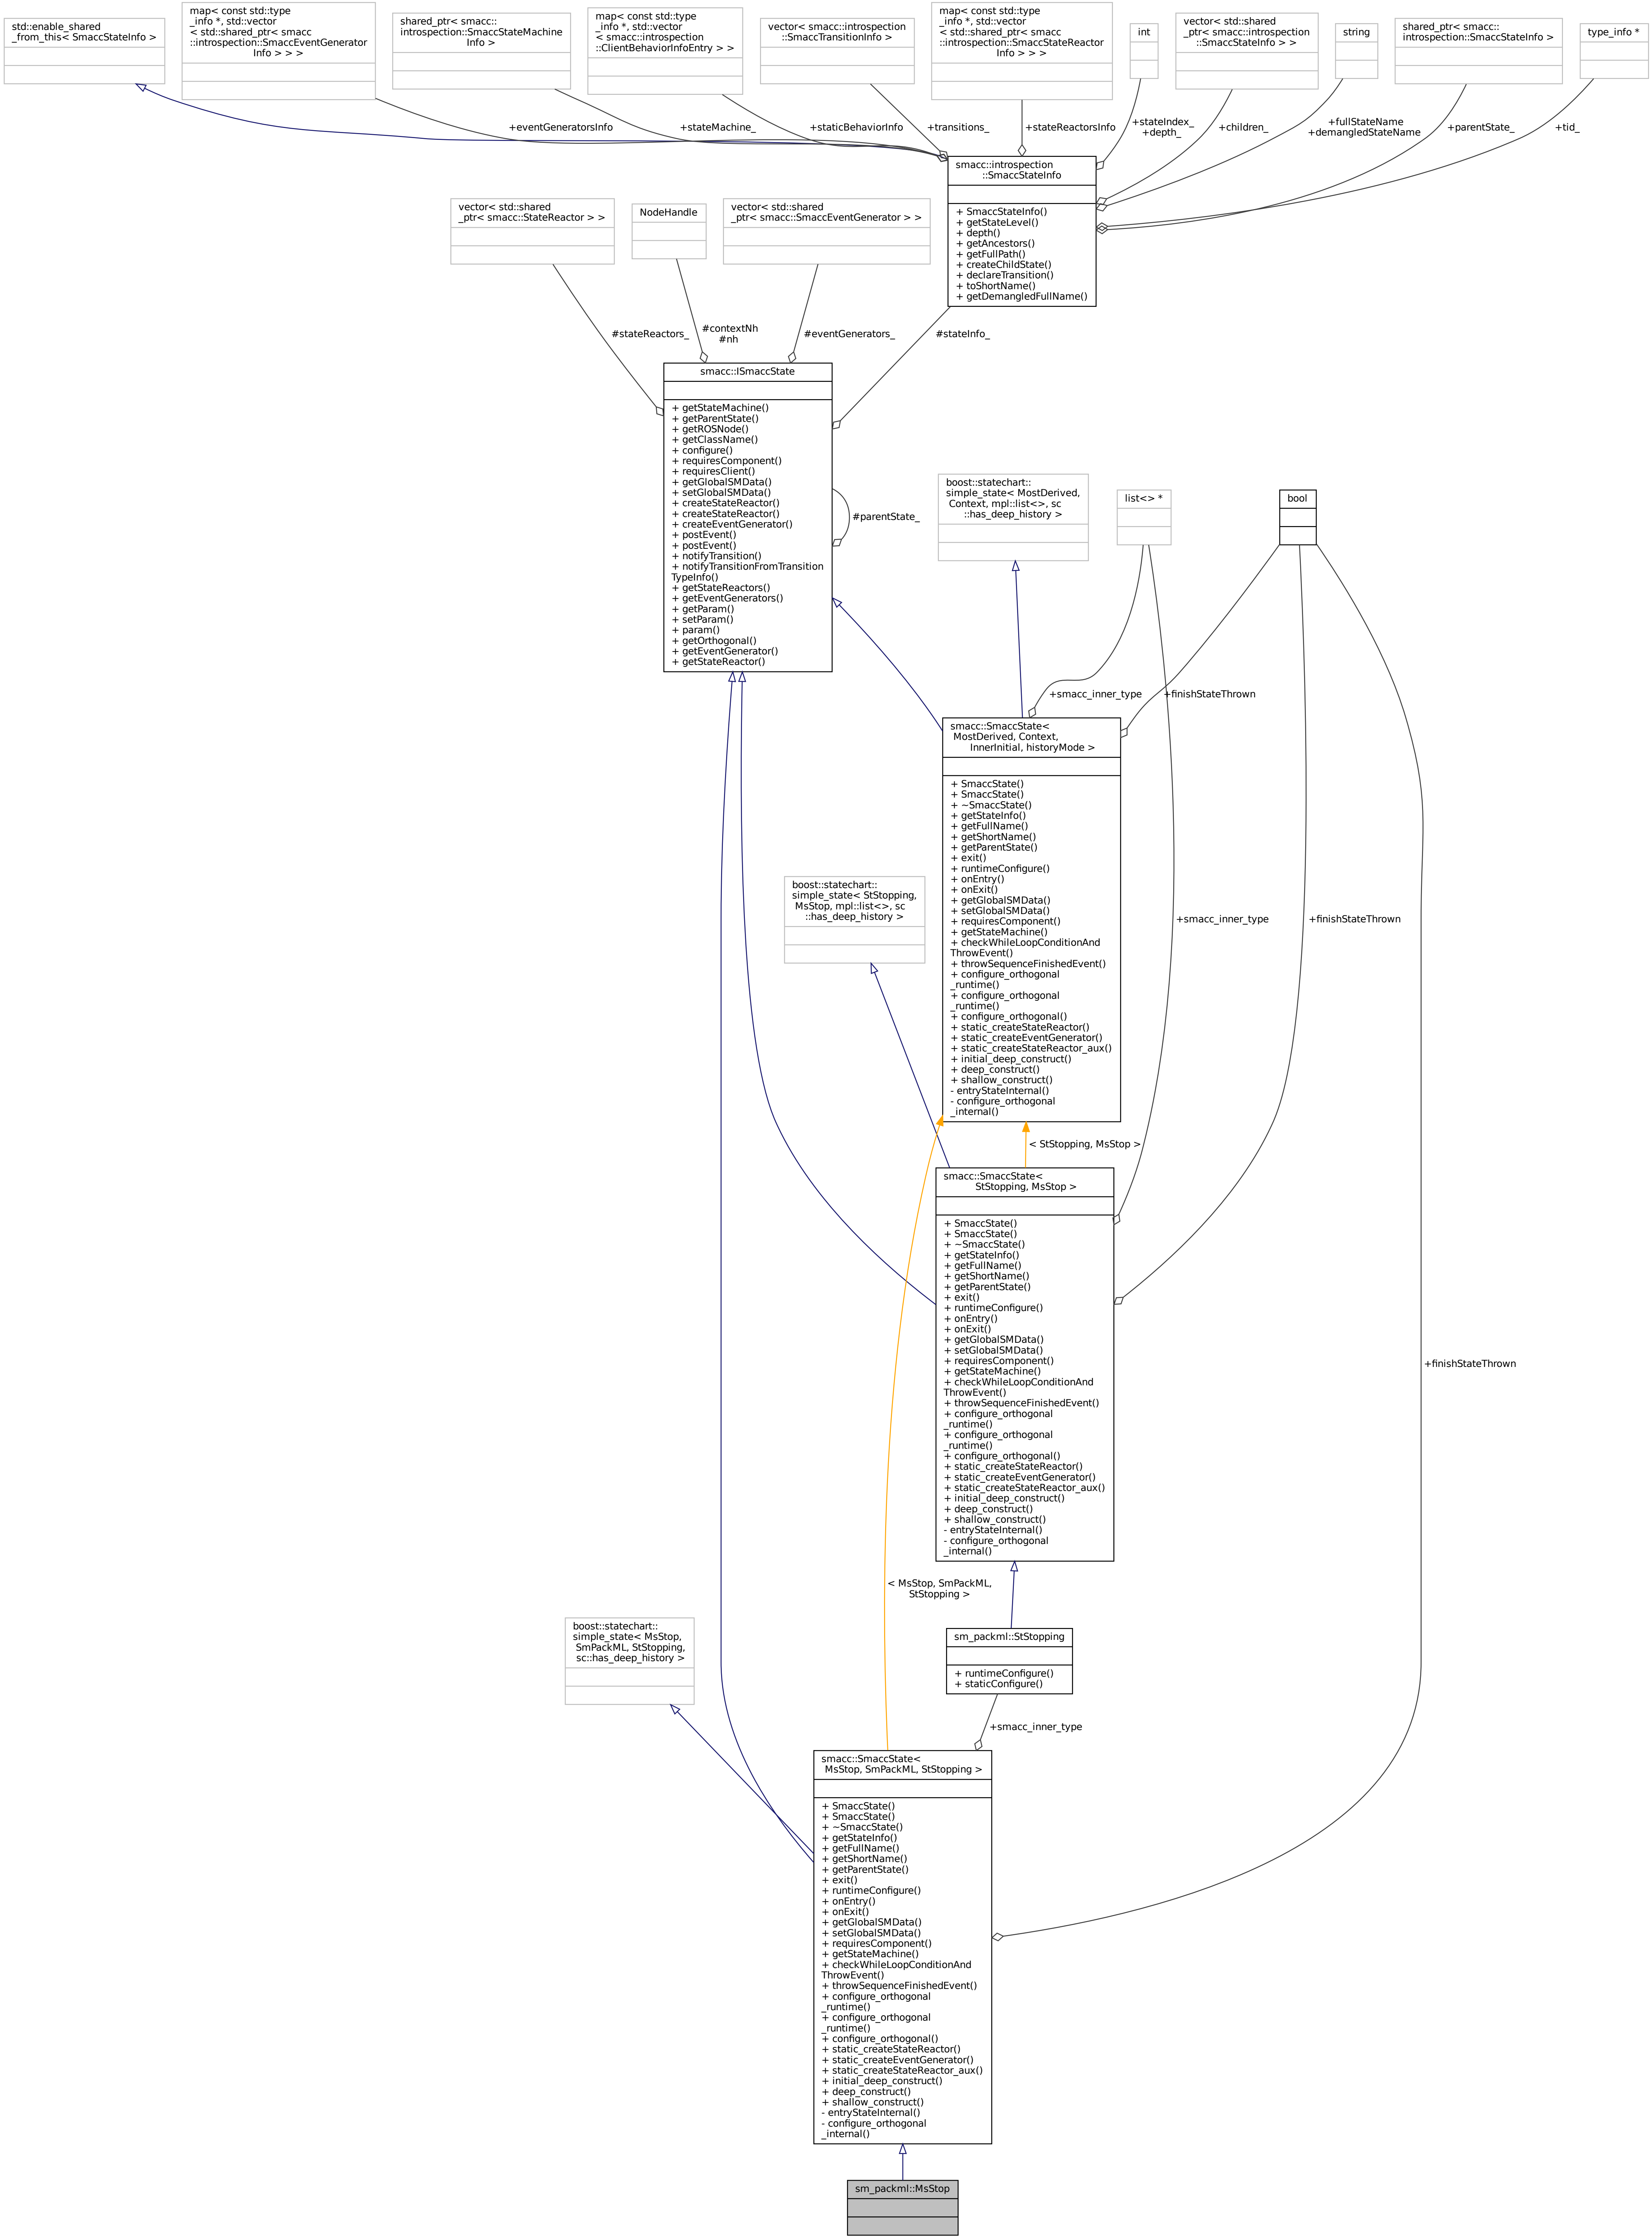 std::enable_shared
_from_this< SmaccStateInfo >
map< const std::type
_info *, std::vector
< std::shared_ptr< smacc
::introspection::SmaccEventGenerator
Info > > >
shared_ptr< smacc::
introspection::SmaccStateMachine
Info >
map< const std::type
_info *, std::vector
< smacc::introspection
::ClientBehaviorInfoEntry > >
vector< smacc::introspection
::SmaccTransitionInfo >
map< const std::type
_info *, std::vector
< std::shared_ptr< smacc
::introspection::SmaccStateReactor
Info > > >
int
vector< std::shared
_ptr< smacc::introspection
::SmaccStateInfo > >
string
shared_ptr< smacc::
introspection::SmaccStateInfo >
type_info *
+eventGeneratorsInfo
+stateMachine_
+staticBehaviorInfo
+transitions_
+stateReactorsInfo
+stateIndex_
+depth_
+children_
+fullStateName
+demangledStateName
+parentState_
+tid_
smacc::introspection
::SmaccStateInfo
+ SmaccStateInfo()
+ getStateLevel()
+ depth()
+ getAncestors()
+ getFullPath()
+ createChildState()
+ declareTransition()
+ toShortName()
+ getDemangledFullName()
vector< std::shared
_ptr< smacc::StateReactor > >
NodeHandle
vector< std::shared
_ptr< smacc::SmaccEventGenerator > >
#stateReactors_
#contextNh
#nh
#eventGenerators_
#stateInfo_
smacc::ISmaccState
+ getStateMachine()
+ getParentState()
+ getROSNode()
+ getClassName()
+ configure()
+ requiresComponent()
+ requiresClient()
+ getGlobalSMData()
+ setGlobalSMData()
+ createStateReactor()
+ createStateReactor()
+ createEventGenerator()
+ postEvent()
+ postEvent()
+ notifyTransition()
+ notifyTransitionFromTransition
TypeInfo()
+ getStateReactors()
+ getEventGenerators()
+ getParam()
+ setParam()
+ param()
+ getOrthogonal()
+ getEventGenerator()
+ getStateReactor()
#parentState_
boost::statechart::
simple_state< MostDerived,
Context, mpl::list<>, sc
::has_deep_history >
list<> *
bool
+smacc_inner_type
+finishStateThrown
smacc::SmaccState<
MostDerived, Context,
InnerInitial, historyMode >
+ SmaccState()
+ SmaccState()
+ ~SmaccState()
+ getStateInfo()
+ getFullName()
+ getShortName()
+ getParentState()
+ exit()
+ runtimeConfigure()
+ onEntry()
+ onExit()
+ getGlobalSMData()
+ setGlobalSMData()
+ requiresComponent()
+ getStateMachine()
+ checkWhileLoopConditionAnd
ThrowEvent()
+ throwSequenceFinishedEvent()
+ configure_orthogonal
_runtime()
+ configure_orthogonal
_runtime()
+ configure_orthogonal()
+ static_createStateReactor()
+ static_createEventGenerator()
+ static_createStateReactor_aux()
+ initial_deep_construct()
+ deep_construct()
+ shallow_construct()
- entryStateInternal()
- configure_orthogonal
_internal()
boost::statechart::
simple_state< StStopping,
MsStop, mpl::list<>, sc
::has_deep_history >
+smacc_inner_type
+finishStateThrown
< StStopping, MsStop >
smacc::SmaccState<
StStopping, MsStop >
+ SmaccState()
+ SmaccState()
+ ~SmaccState()
+ getStateInfo()
+ getFullName()
+ getShortName()
+ getParentState()
+ exit()
+ runtimeConfigure()
+ onEntry()
+ onExit()
+ getGlobalSMData()
+ setGlobalSMData()
+ requiresComponent()
+ getStateMachine()
+ checkWhileLoopConditionAnd
ThrowEvent()
+ throwSequenceFinishedEvent()
+ configure_orthogonal
_runtime()
+ configure_orthogonal
_runtime()
+ configure_orthogonal()
+ static_createStateReactor()
+ static_createEventGenerator()
+ static_createStateReactor_aux()
+ initial_deep_construct()
+ deep_construct()
+ shallow_construct()
- entryStateInternal()
- configure_orthogonal
_internal()
+finishStateThrown
< MsStop, SmPackML,
StStopping >
boost::statechart::
simple_state< MsStop,
SmPackML, StStopping,
sc::has_deep_history >
sm_packml::StStopping
+ runtimeConfigure()
+ staticConfigure()
+smacc_inner_type
smacc::SmaccState<
MsStop, SmPackML, StStopping >
+ SmaccState()
+ SmaccState()
+ ~SmaccState()
+ getStateInfo()
+ getFullName()
+ getShortName()
+ getParentState()
+ exit()
+ runtimeConfigure()
+ onEntry()
+ onExit()
+ getGlobalSMData()
+ setGlobalSMData()
+ requiresComponent()
+ getStateMachine()
+ checkWhileLoopConditionAnd
ThrowEvent()
+ throwSequenceFinishedEvent()
+ configure_orthogonal
_runtime()
+ configure_orthogonal
_runtime()
+ configure_orthogonal()
+ static_createStateReactor()
+ static_createEventGenerator()
+ static_createStateReactor_aux()
+ initial_deep_construct()
+ deep_construct()
+ shallow_construct()
- entryStateInternal()
- configure_orthogonal
_internal()
sm_packml::MsStop